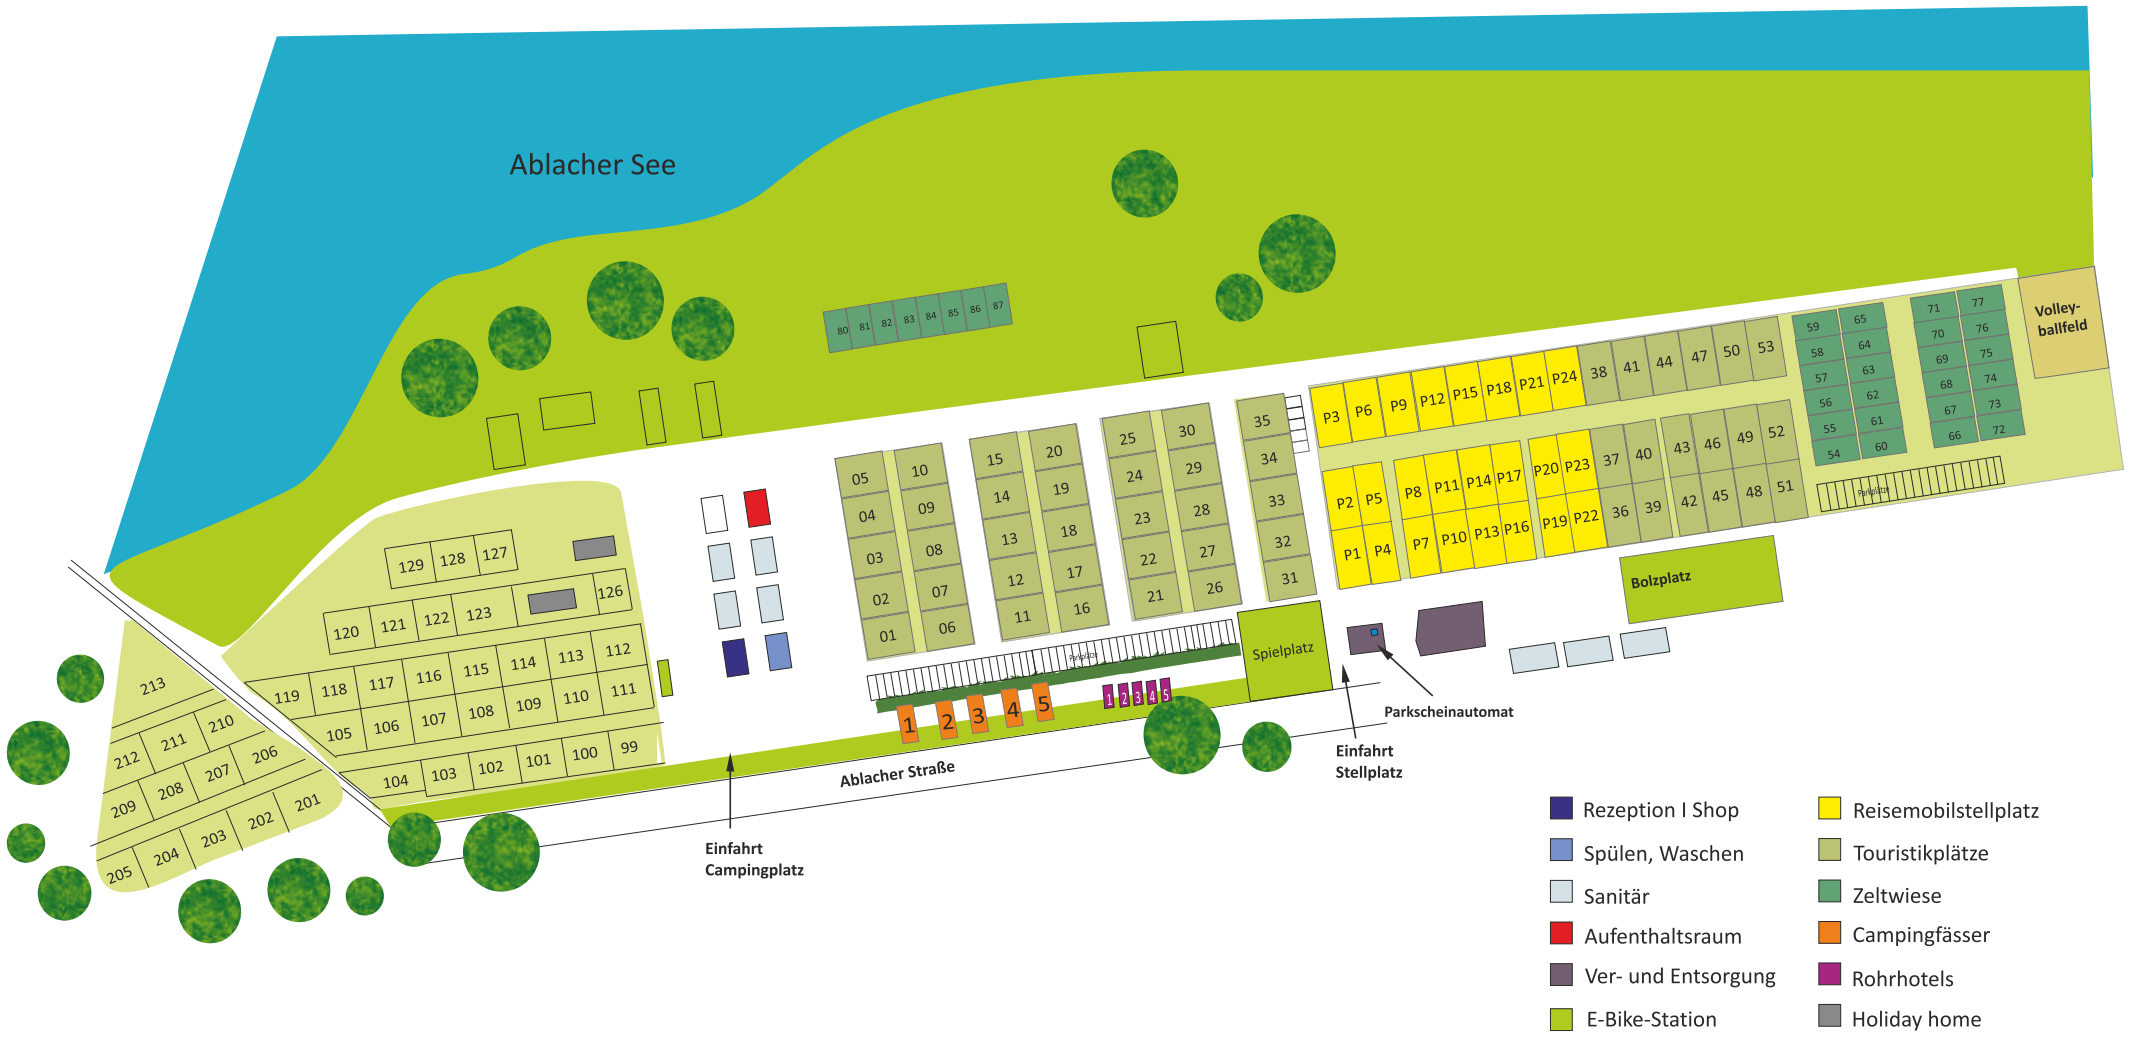 Ablacher See
80 81 82 83 84 85 86 87
Volley-
ballfeld
71 77
70 76
69 75
68 74
67 73
66 72
59 65
58 64
57 63
56 62
55 61
54 60
Parkplätze
P3 P6 P9 P12 P15 P18 P21 P24 38 41 44 47 50 53
P2 P5 P8 P11 P14 P17 P20 P23 37 40 43 46 49 52
P1 P4 P7 P10 P13 P16 P19 P22 36 39 42 45 48 51
35
34
33
32
31
25 30
24 29
23 28
22 27
21 26
15 20
14 19
13 18
12 17
11 16
05 10
04 09
03 08
02 07
01 06
Parkplätze
129 128 127
120 121 122 123 126
119 118 117 116 115 114 113 112
105 106 107 108 109 110 111
104 103 102 101 100 99
213
212 211 210
209 208 207 206
205 204 203 202 201
1 2 3 4 5
1 2 3 4 5
Spielplatz
Bolzplatz
Parkscheinautomat
Einfahrt
Stellplatz
Ablacher Straße
Einfahrt
Campingplatz
Rezeption I Shop
Spülen, Waschen
Sanitär
Aufenthaltsraum
Ver- und Entsorgung
E-Bike-Station
Reisemobilstellplatz
Touristikplätze
Zeltwiese
Campingfässer
Rohrhotels
Holiday home